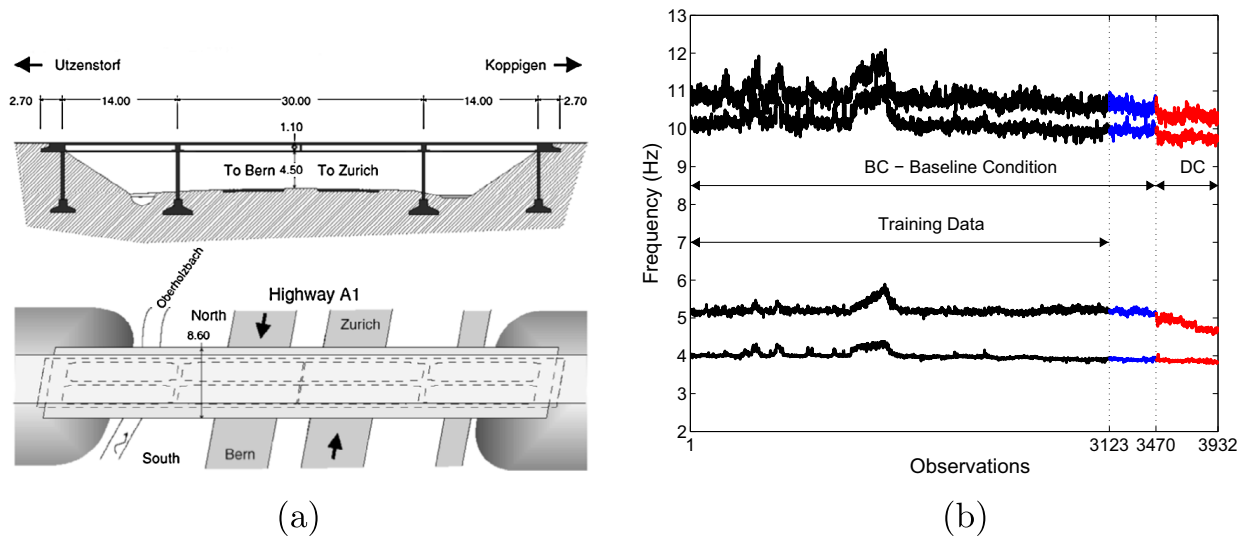 Utzenstorf
Koppigen
2.70 14.00 30.00 14.00 2.70
1.10
To Bern 4.50 To Zurich
Oberholzbach
Highway A1
North
Zurich
8.60
South
Bern
(a)
13
12
11
10
9
8
7
6
5
4
3
2
Frequency (Hz)
BC − Baseline Condition
DC
Training Data
1 3123 3470 3932
Observations
(b)